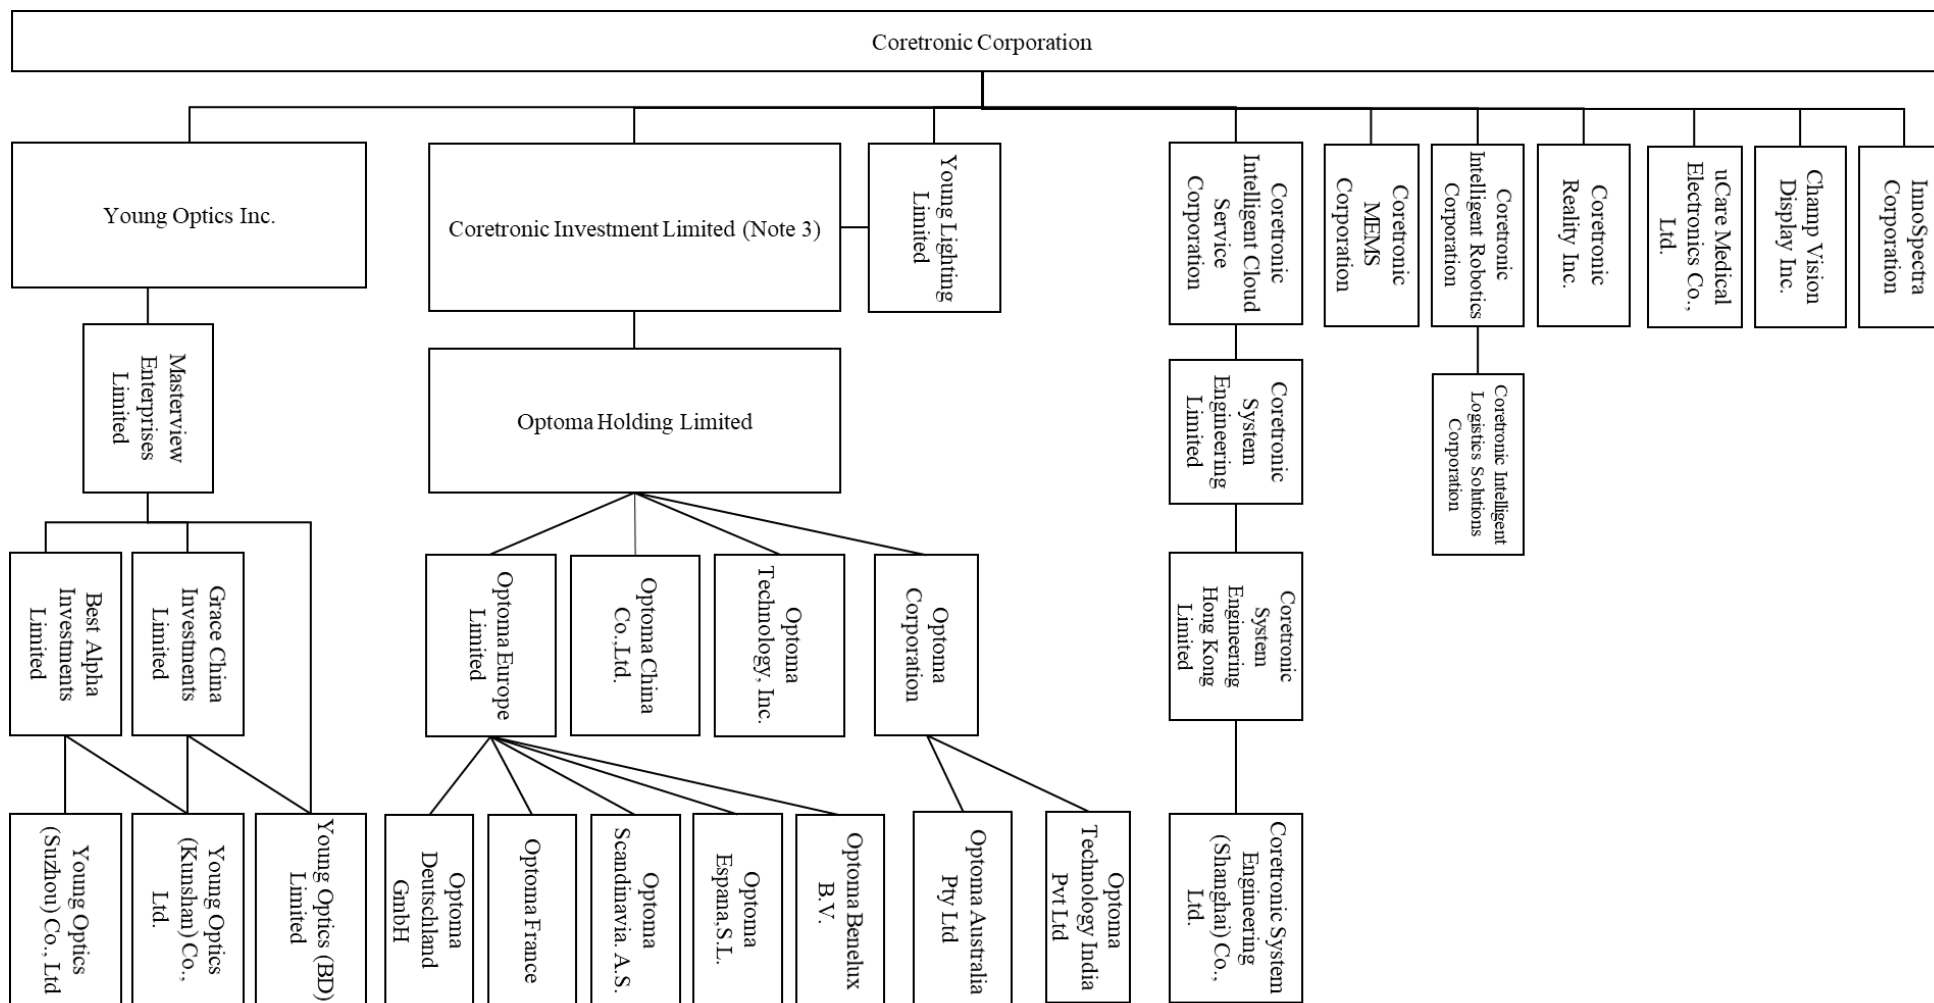 Coretronic Corporation
Young Optics Inc.
Coretronic Investment Limited (Note 3)
Young Lighting
Limited
Coretronic
Intelligent Cloud
Service
Corporation
Coretronic
MEMS
Corporation
Coretronic
Intelligent Robotics
Corporation
Coretronic
Reality Inc.
uCare Medical
Electronics Co.,
Ltd.
Champ Vision
Display Inc.
InnoSpectra
Corporation
Masterview
Enterprises
Limited
Optoma Holding Limited
Coretronic
System
Engineering
Limited
Coretronic Intelligent
Logistics Solutions
Corporation
Best Alpha
Investments
Limited
Grace China
Investments
Limited
Optoma Europe
Limited
Optoma China
Co.,Ltd.
Optoma
Technology, Inc.
Optoma
Corporation
Coretronic
System
Engineering
Hong Kong
Limited
Young Optics
(Suzhou) Co., Ltd
Young Optics
(Kunshan) Co.,
Ltd.
Young Optics (BD)
Limited
Optoma
Deutschland
GmbH
Optoma France
Optoma
Scandinavia. A.S.
Optoma
Espana,S.L.
Optoma Benelux
B.V.
Optoma Australia
Pty Ltd
Optoma
Technology India
Pvt Ltd
Coretronic System
Engineering
(Shanghai) Co.,
Ltd.